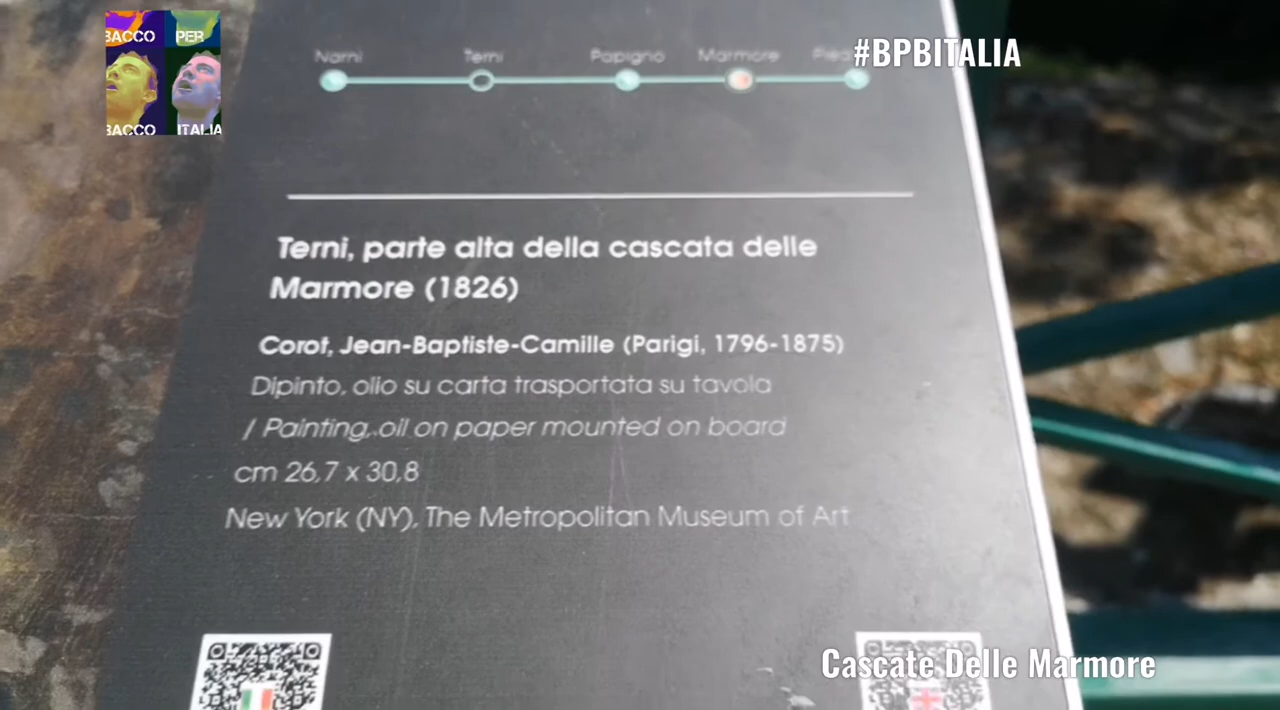 BACCO PER
BACCO ITALIA
#BPBITALIA
Narni Terni Papigno Marmore
Terni, parte alta della cascata delle
Marmore (1826)
Corot, Jean-Baptiste-Camille (Parigi, 1796-1875)
Dipinto, olio su carta trasportata su tavola
/ Painting, oil on paper mounted on board
cm 26,7 x 30,8
New York (NY), The Metropolitan Museum of Art
Cascate Delle Marmore